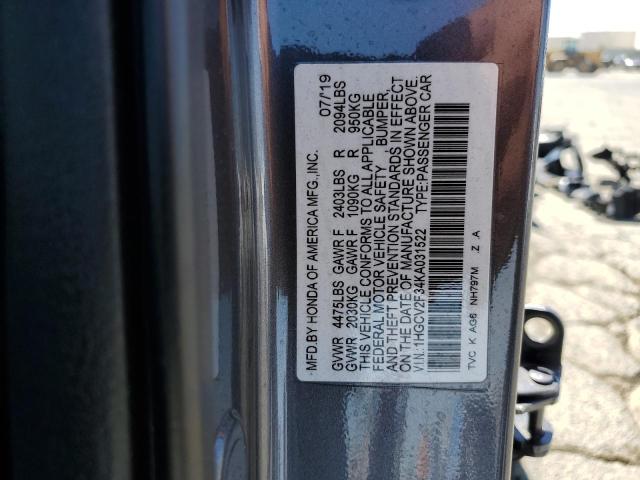 MFD.BY HONDA OF AMERICA MFG.,INC. 07/19
GVWR 4475LBS GAWR F 2403LBS R 2094LBS
GVWR 2030KG GAWR F 1090KG R 950KG
THIS VEHICLE CONFORMS TO ALL APPLICABLE
FEDERAL MOTOR VEHICLE SAFETY , BUMPER,
AND THEFT PREVENTION STANDARDS IN EFFECT
ON THE DATE OF MANUFACTURE SHOWN ABOVE.
V.I.N.:1HGCV2F34KA031522 TYPE:PASSENGER CAR
TVC K AG6 NH797M Z .A